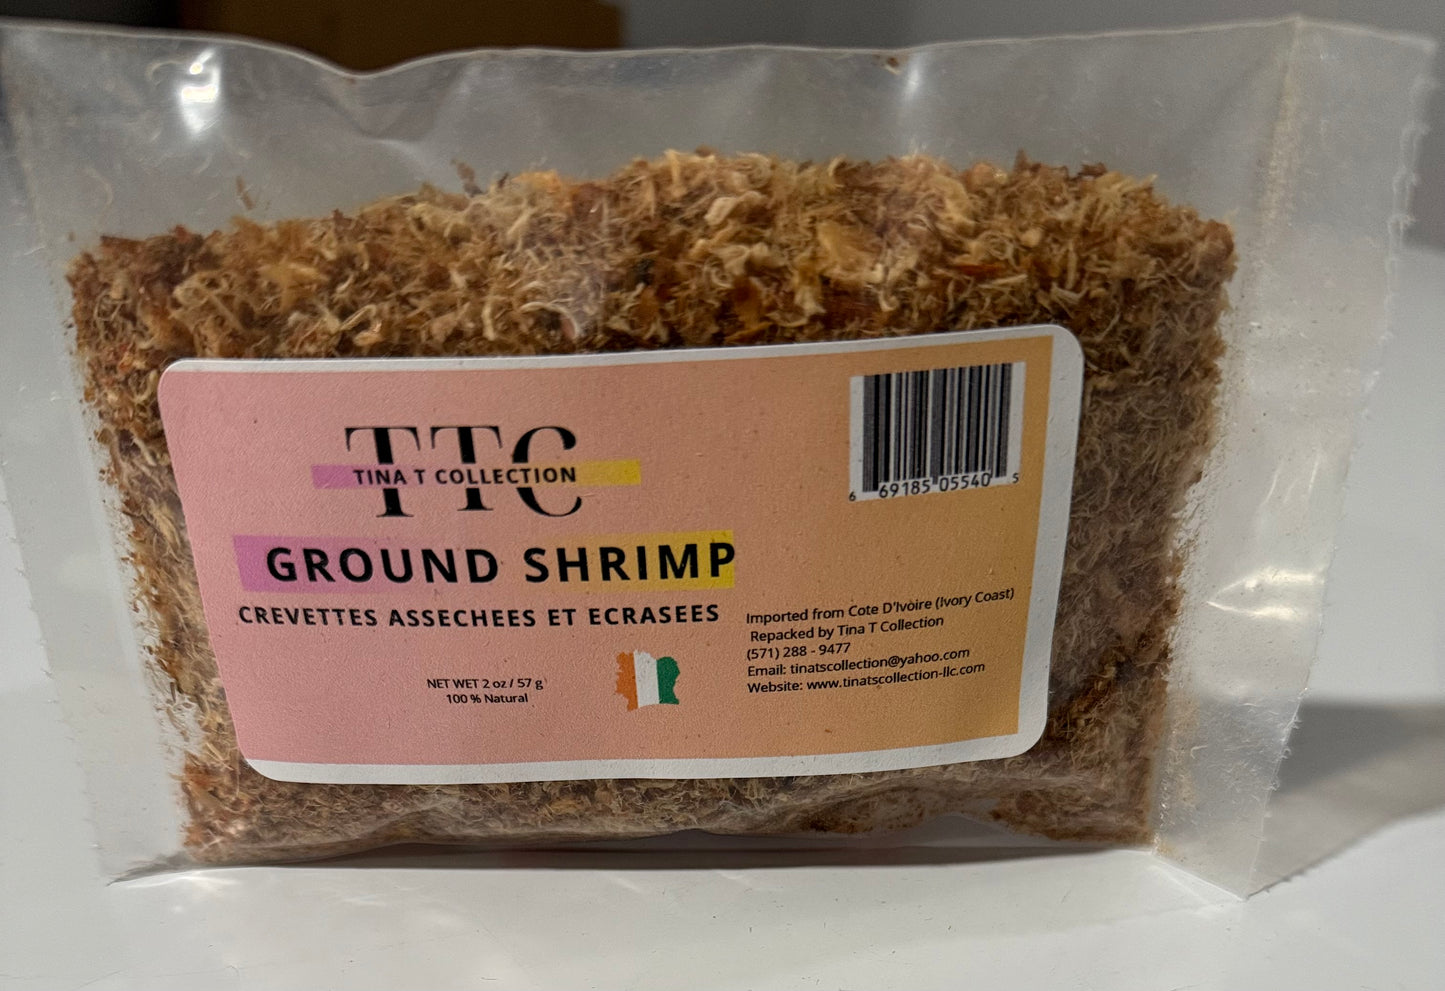 TTC
TINA T COLLECTION
GROUND SHRIMP
CREVETTES ASSECHEES ET ECRASEES
NET WET 2 oz / 57 g
100 % Natural
6 69185 05540 5
Imported from Cote D'Ivoire (Ivory Coast)
Repacked by Tina T Collection
(571) 288 - 9477
Email: tinatscollection@yahoo.com
Website: www.tinatscollection-llc.com